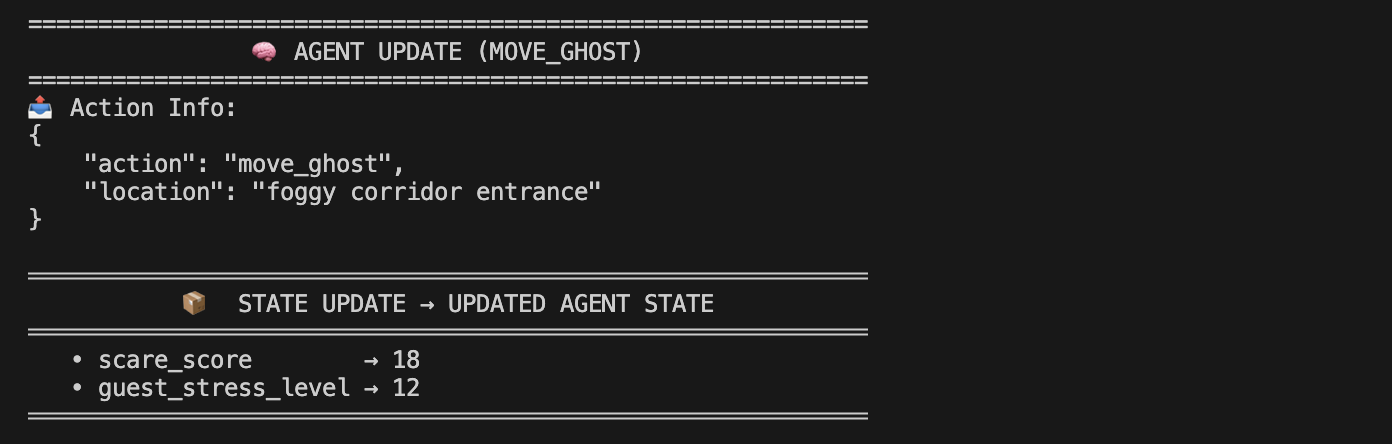 ============================================================
🧠 AGENT UPDATE (MOVE_GHOST)
============================================================
📤 Action Info:
{
    "action": "move_ghost",
    "location": "foggy corridor entrance"
}
════════════════════════════════════════════════════════════
📦  STATE UPDATE → UPDATED AGENT STATE
════════════════════════════════════════════════════════════
   • scare_score        → 18
   • guest_stress_level → 12
════════════════════════════════════════════════════════════